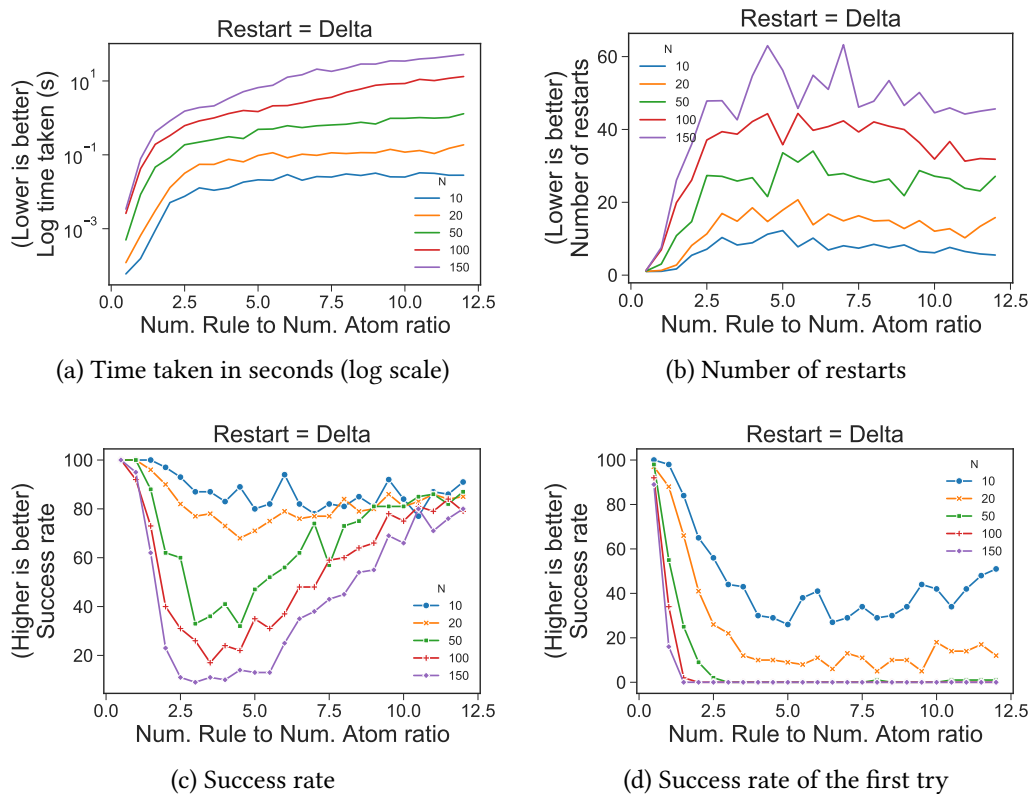 Restart = Delta
(Lower is better)
Log time taken (s)
10^1
10^−1
10^−3
N
10
20
50
100
150
0.0 2.5 5.0 7.5 10.0 12.5
Num. Rule to Num. Atom ratio
(a) Time taken in seconds (log scale)
Restart = Delta
(Lower is better)
Number of restarts
60
40
20
0
N
10
20
50
100
150
0.0 2.5 5.0 7.5 10.0 12.5
Num. Rule to Num. Atom ratio
(b) Number of restarts
Restart = Delta
(Higher is better)
Success rate
100
80
60
40
20
N
10
20
50
100
150
0.0 2.5 5.0 7.5 10.0 12.5
Num. Rule to Num. Atom ratio
(c) Success rate
Restart = Delta
(Higher is better)
Success rate
100
80
60
40
20
0
N
10
20
50
100
150
0.0 2.5 5.0 7.5 10.0 12.5
Num. Rule to Num. Atom ratio
(d) Success rate of the first try